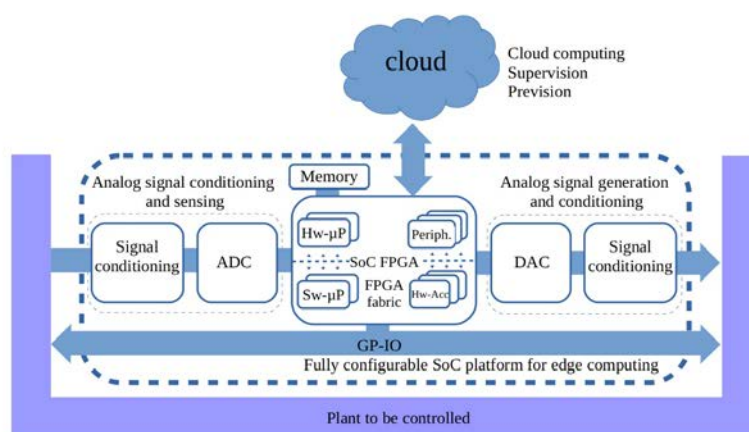 cloud
Cloud computing
Supervision
Prevision
Analog signal conditioning
and sensing
Memory
Analog signal generation
and conditioning
Signal
conditioning
ADC
Hw-μP
Periph.
SoC FPGA
Sw-μP
FPGA
fabric
Hw-Acc
DAC
Signal
conditioning
GP-IO
Fully configurable SoC platform for edge computing
Plant to be controlled